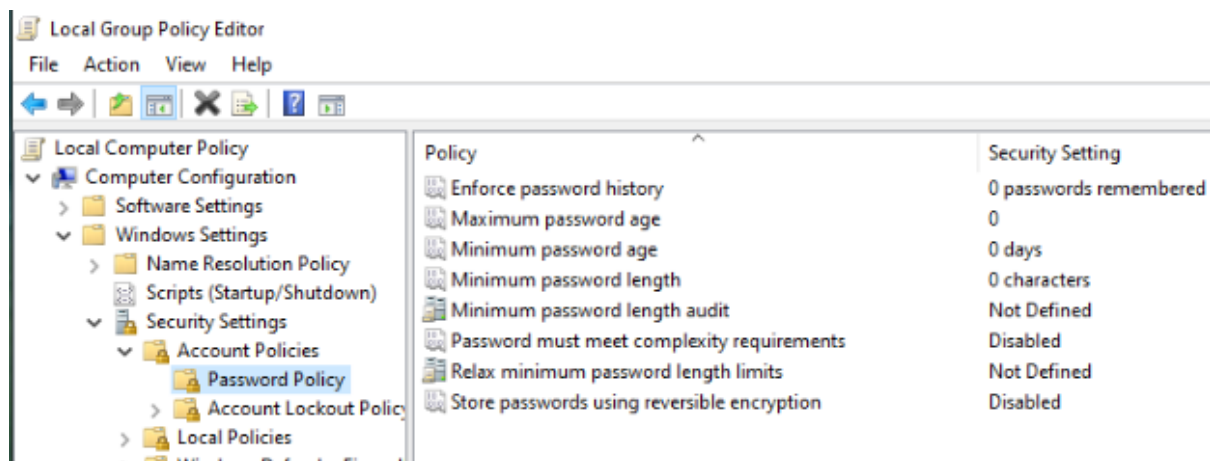 Local Group Policy Editor
File Action View Help
Local Computer Policy
Computer Configuration
Software Settings
Windows Settings
Name Resolution Policy
Scripts (Startup/Shutdown)
Security Settings
Account Policies
Password Policy
Account Lockout Policy
Local Policies
Policy Security Setting
Enforce password history 0 passwords remembered
Maximum password age 0
Minimum password age 0 days
Minimum password length 0 characters
Minimum password length audit Not Defined
Password must meet complexity requirements Disabled
Relax minimum password length limits Not Defined
Store passwords using reversible encryption Disabled